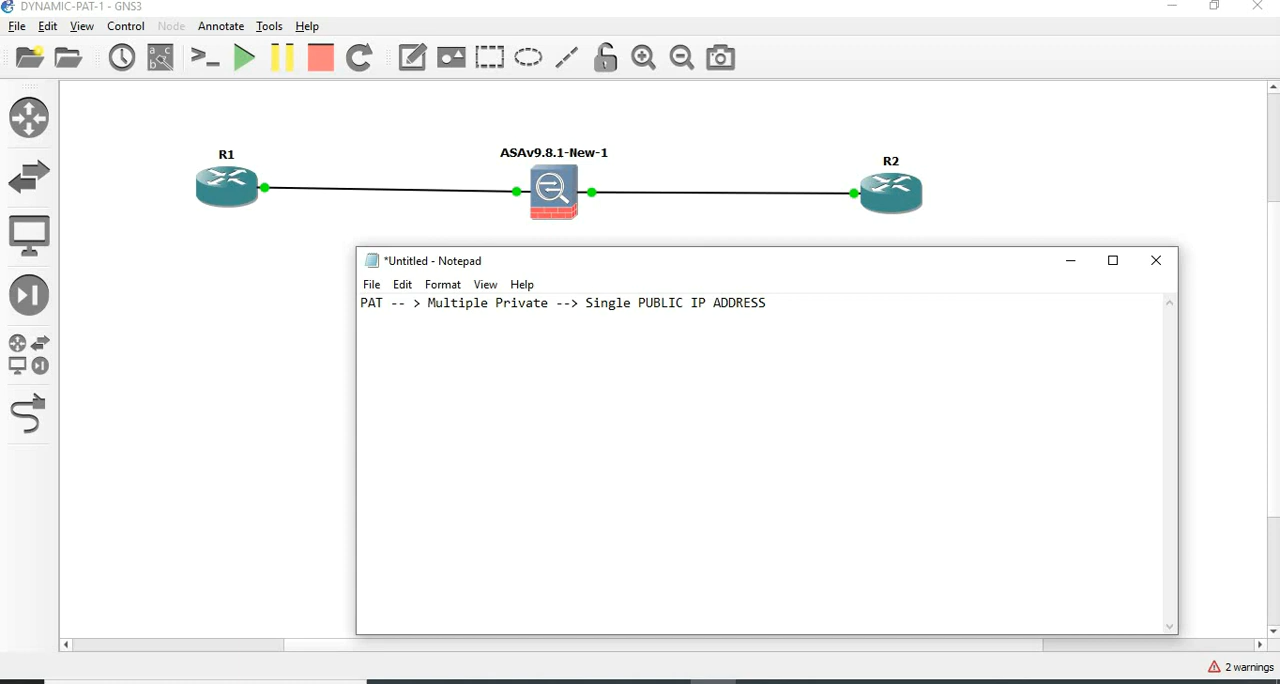 DYNAMIC-PAT-1 - GNS3
File Edit View Control Node Annotate Tools Help
R1
ASAv9.8.1-New-1
R2
*Untitled - Notepad
File Edit Format View Help
PAT -- > Multiple Private --> Single PUBLIC IP ADDRESS
2 warnings